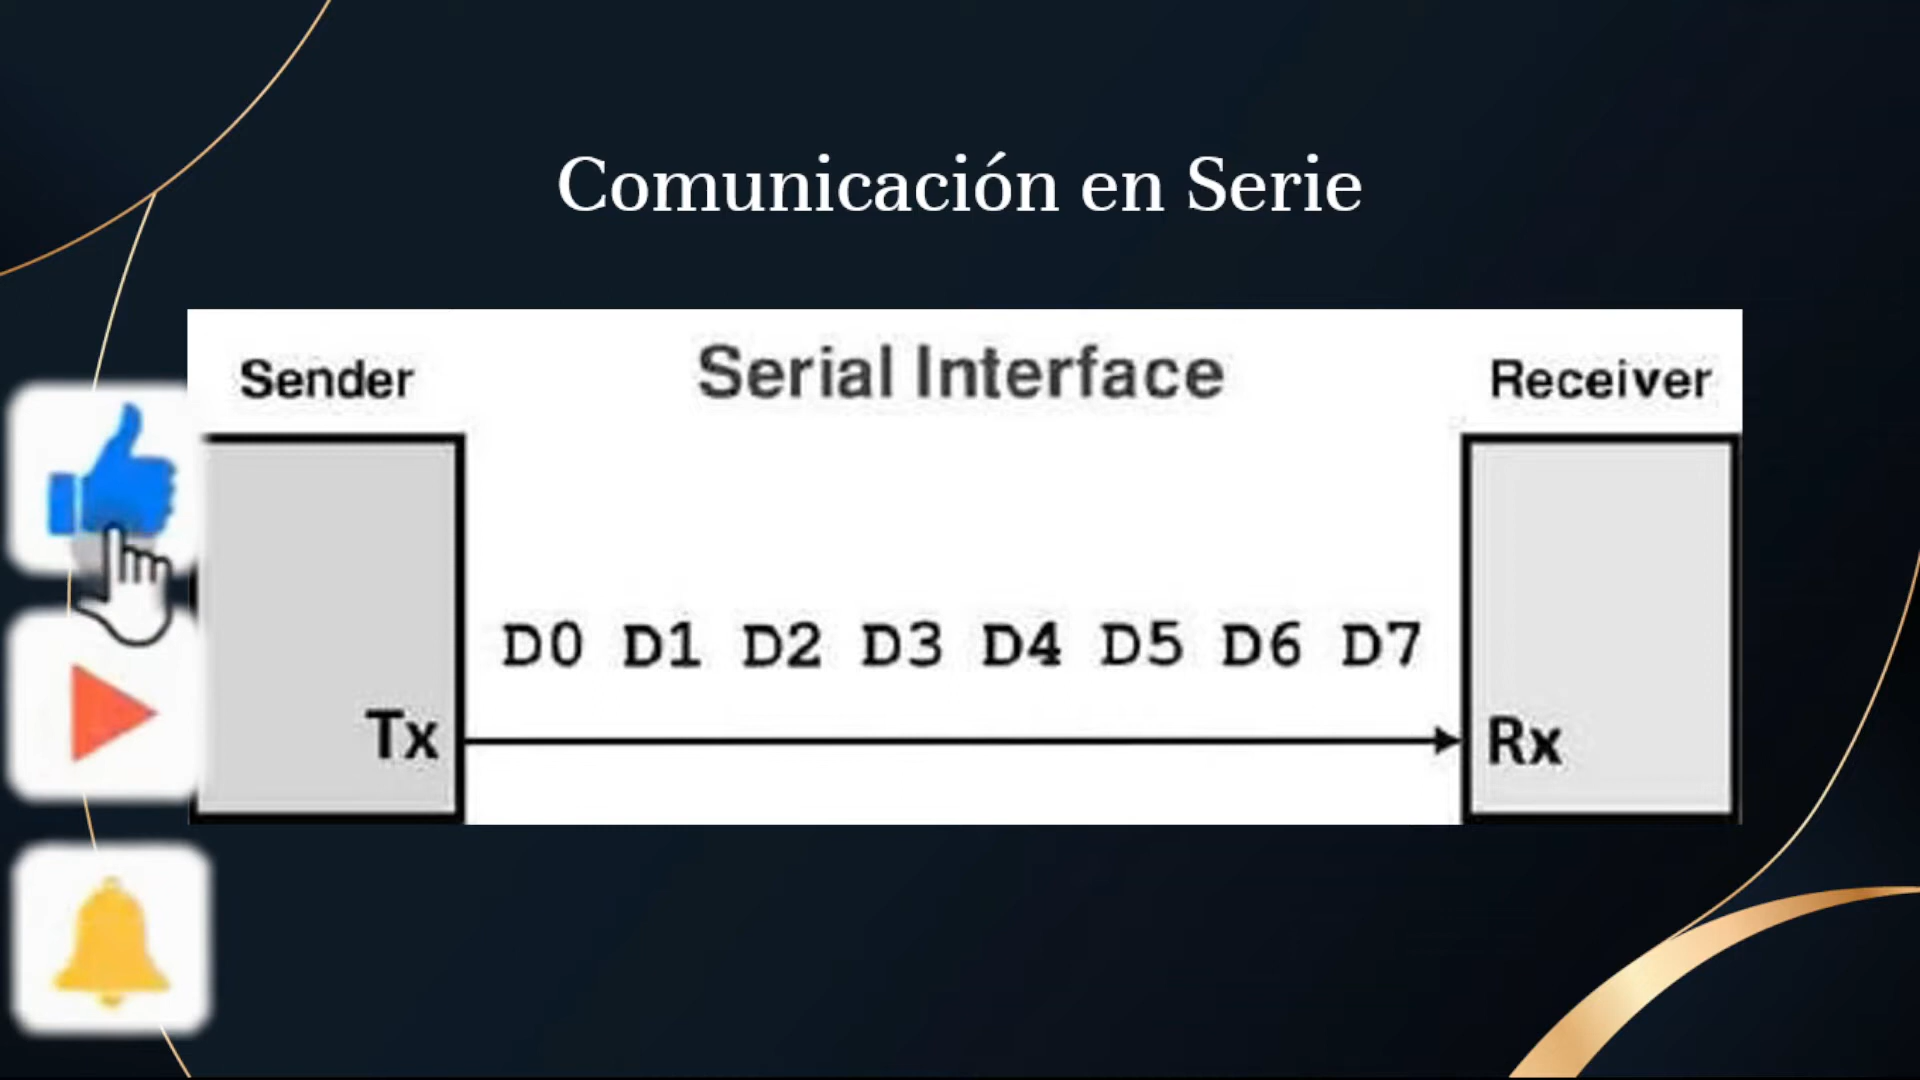 Comunicación en Serie
Sender Serial Interface Receiver
D0 D1 D2 D3 D4 D5 D6 D7
Tx Rx